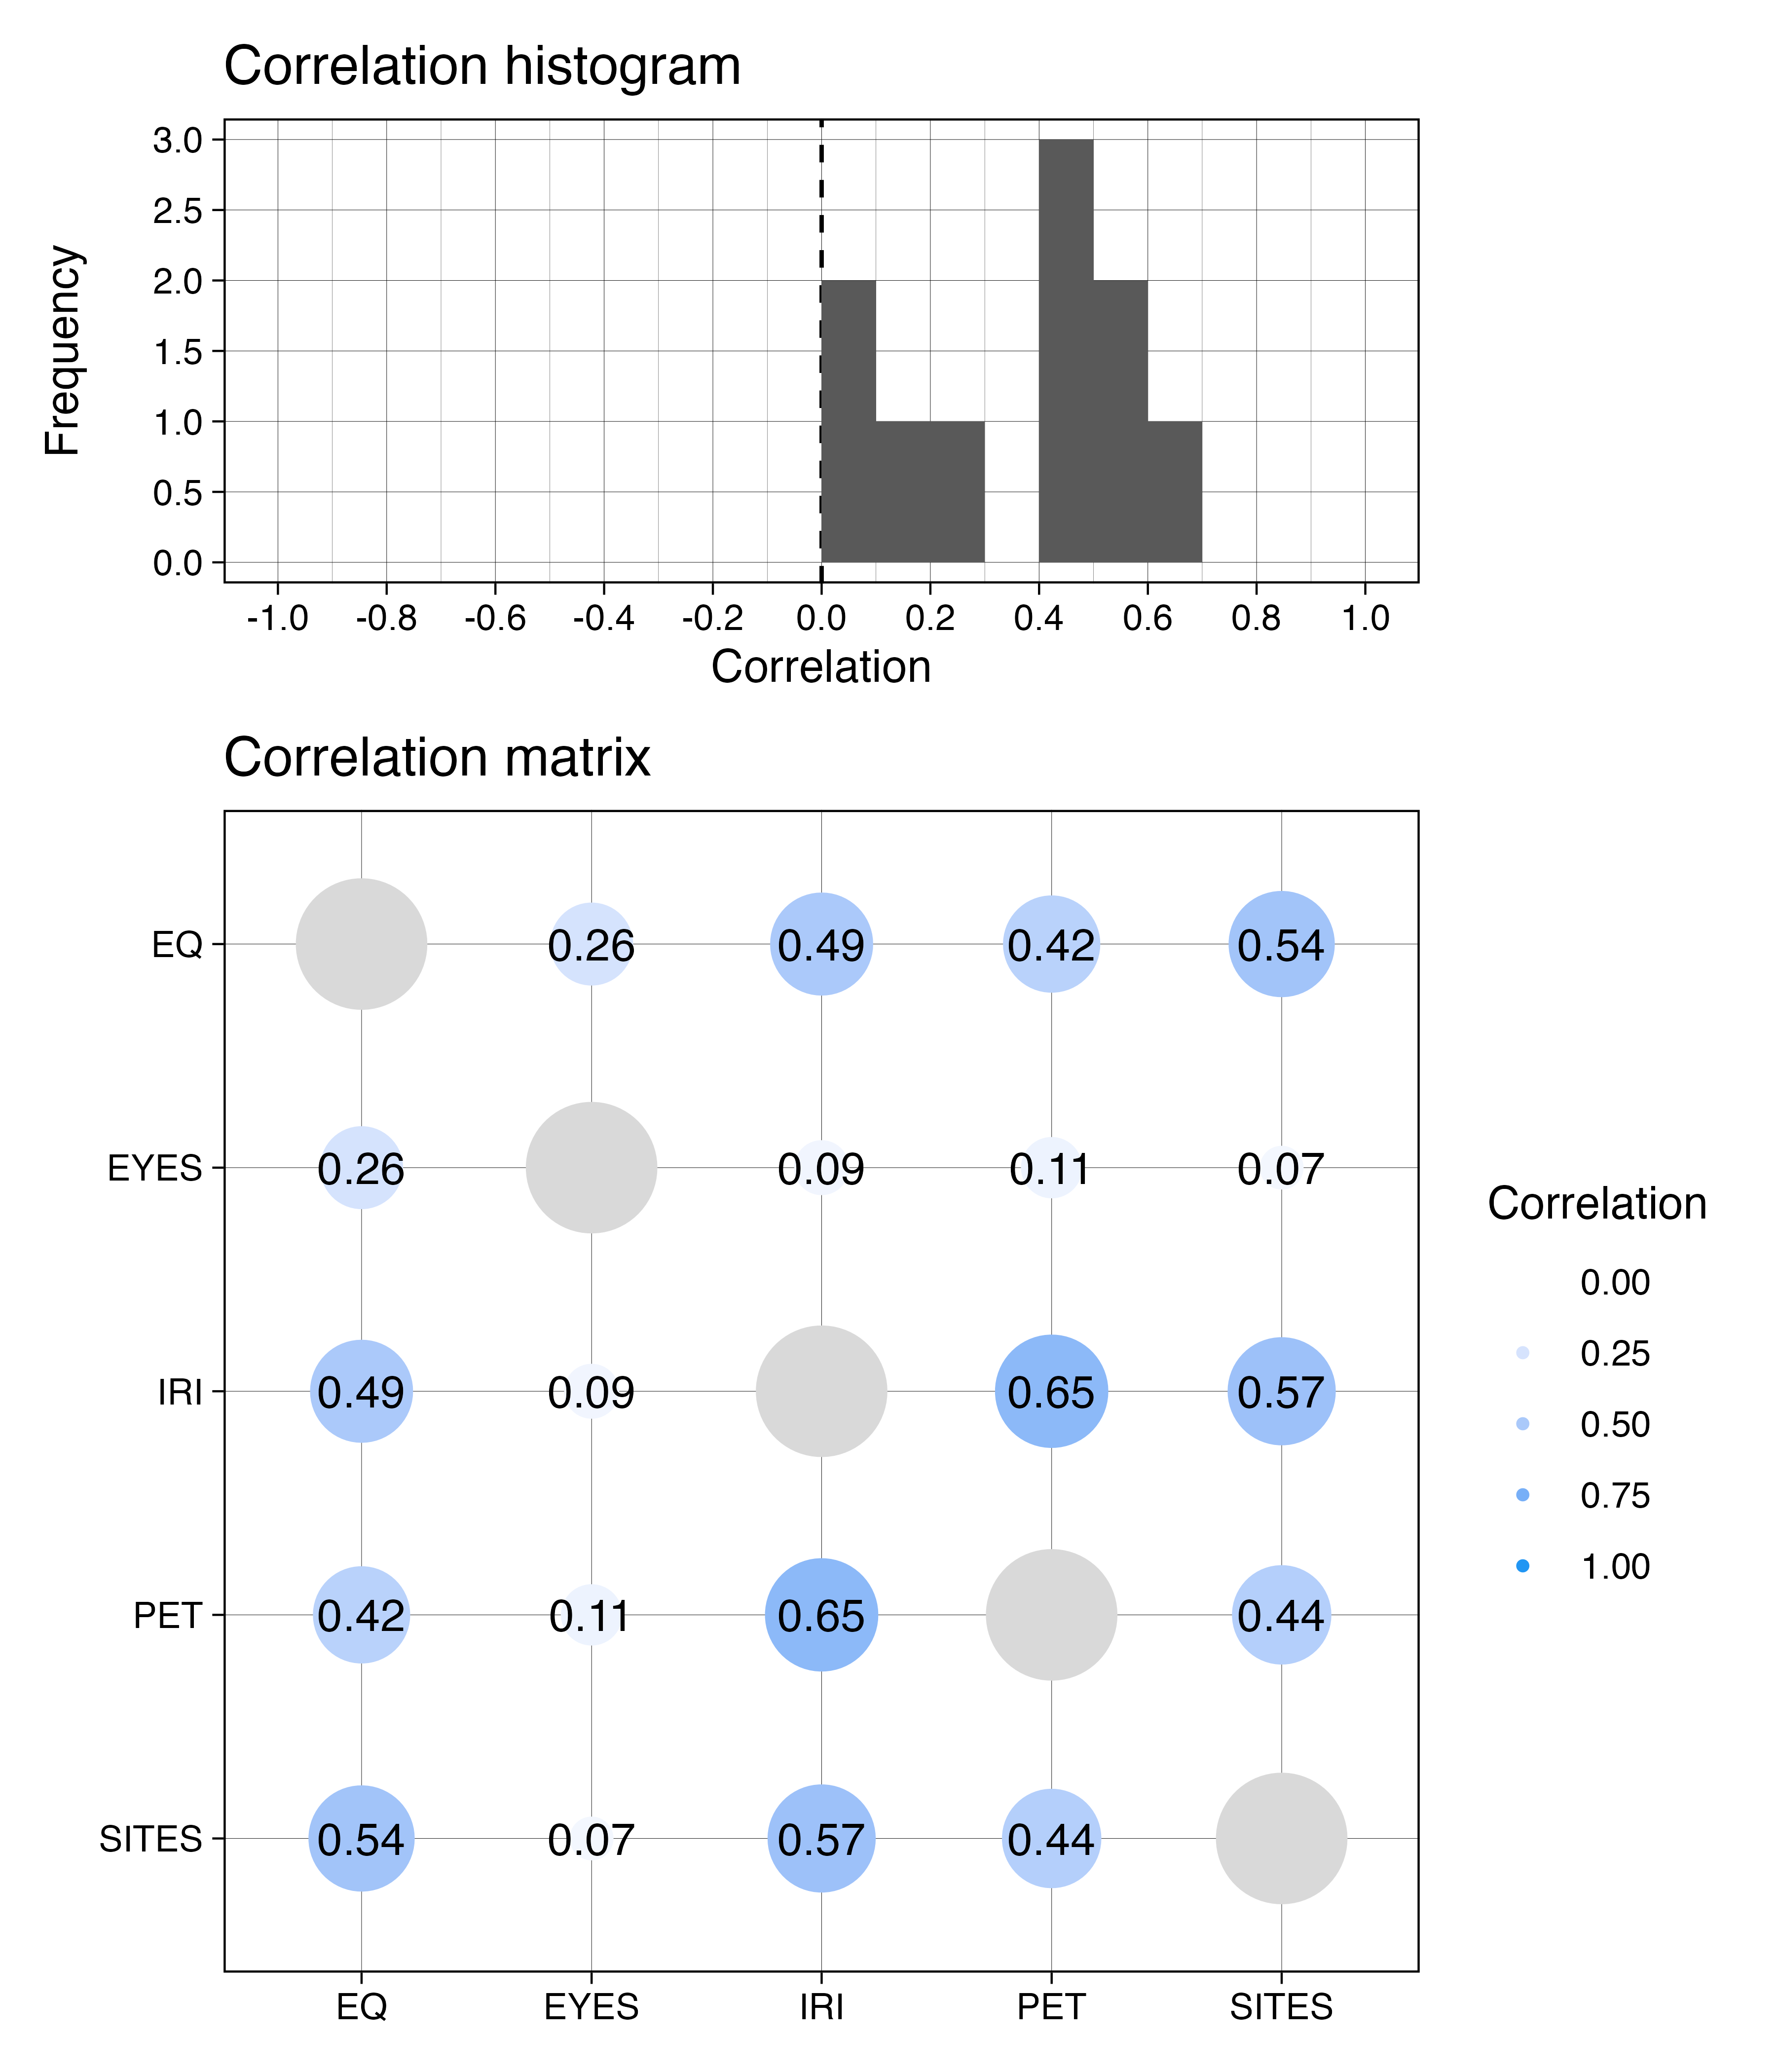 Correlation histogram
3.0
2.5
2.0
1.5
1.0
0.5
0.0
Frequency
-1.0 -0.8 -0.6 -0.4 -0.2 0.0 0.2 0.4 0.6 0.8 1.0
Correlation
Correlation matrix
EQ 0.26 0.49 0.42 0.54
EYES 0.26 0.09 0.11 0.07
IRI 0.49 0.09 0.65 0.57
PET 0.42 0.11 0.65 0.44
SITES 0.54 0.07 0.57 0.44
EQ EYES IRI PET SITES
Correlation
0.00
0.25
0.50
0.75
1.00